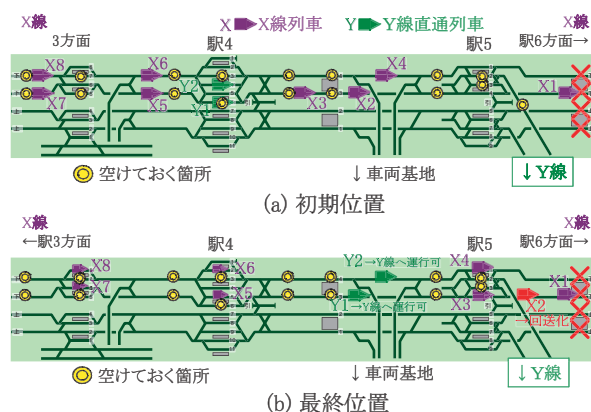 X X線列車 Y Y線直通列車
X線 X線
3方面 駅4 駅5 駅6方面→
X8 X6 X4
Y2
X7 X5 Y1 X3 X2 X1
空けておく箇所 ↓車両基地 ↓Y線
(a) 初期位置
X線 X線
←駅3方面 駅4 駅5 駅6方面→
X8 X6 Y2→Y線へ運行可 X4
X7 X5 X3 X2 X1
Y1→Y線へ運行可 →回送化
空けておく箇所 ↓車両基地 ↓Y線
(b) 最終位置